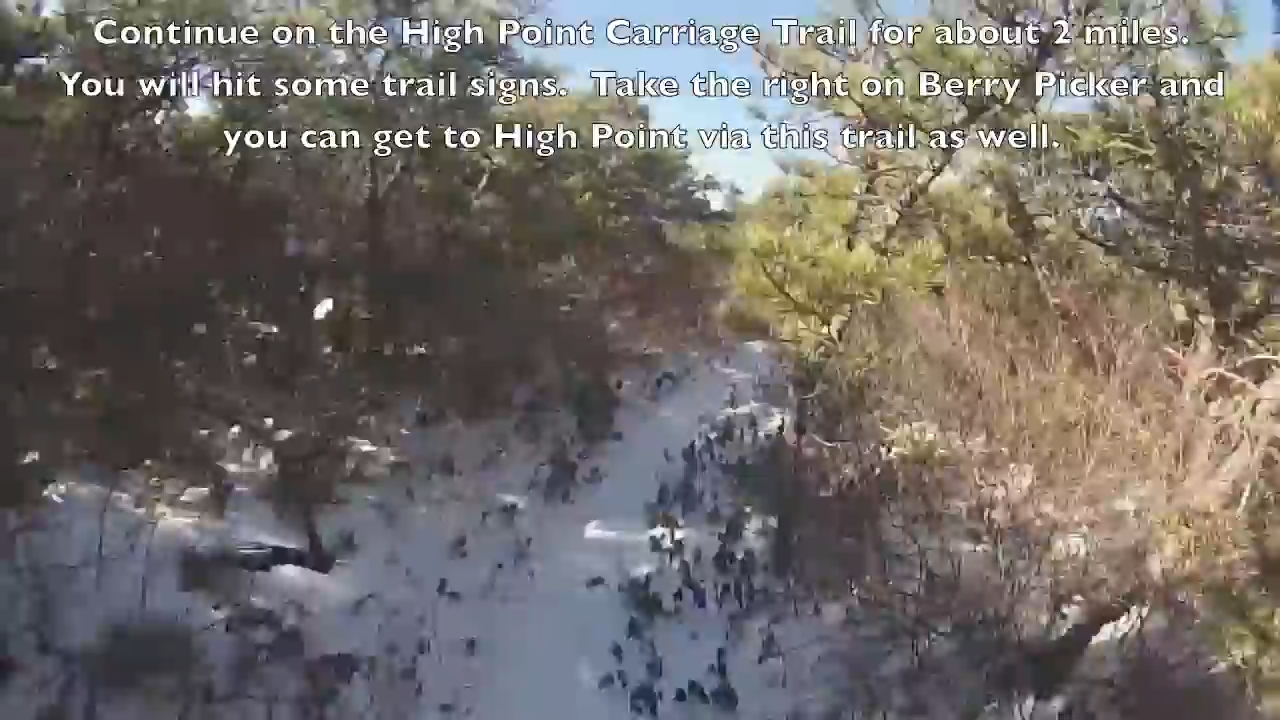 Continue on the High Point Carriage Trail for about 2 miles.
You will hit some trail signs.  Take the right on Berry Picker and
you can get to High Point via this trail as well.